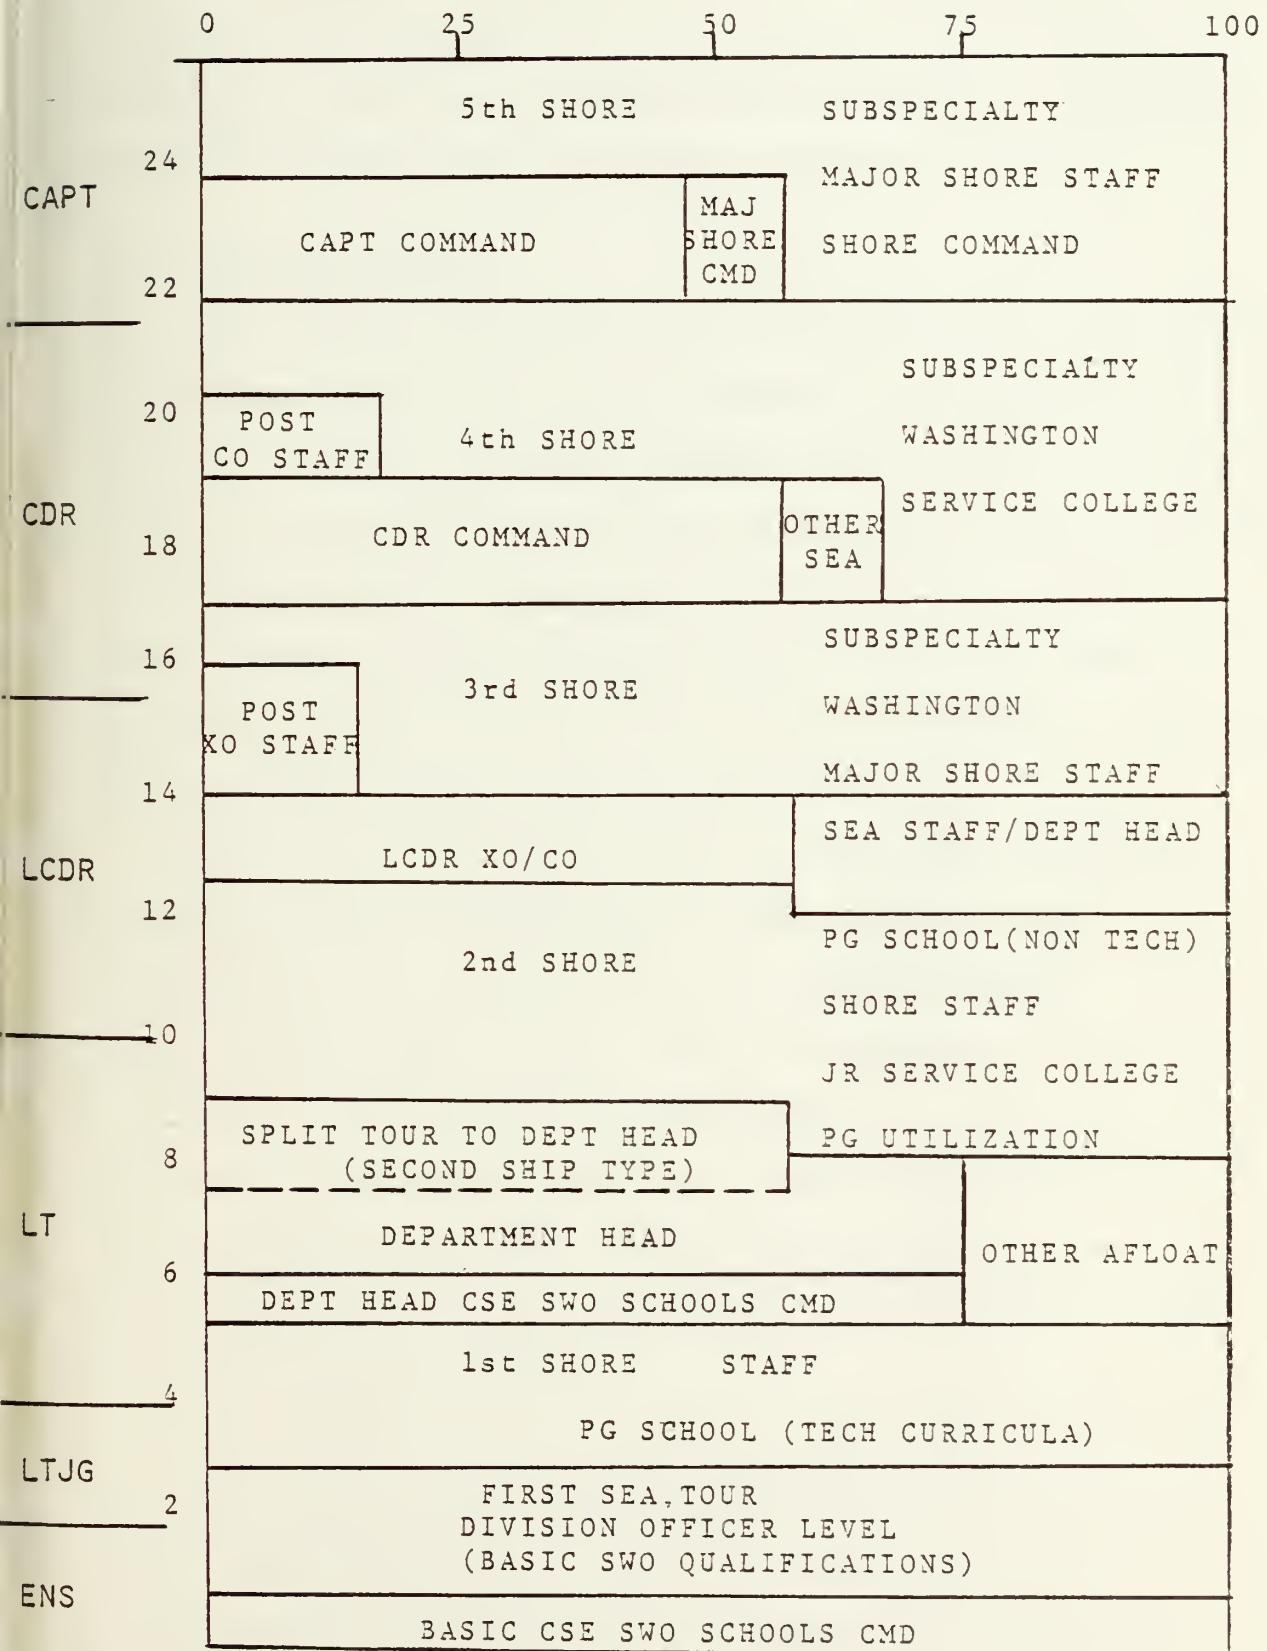 0 25 50 75 100
5th SHORE SUBSPECIALTY
24
MAJOR SHORE STAFF
CAPT
MAJ
SHORE
CMD
CAPT COMMAND
SHORE COMMAND
22
SUBSPECIALTY
20
POST
CO STAFF
4th SHORE
WASHINGTON
CDR
SERVICE COLLEGE
18
CDR COMMAND
OTHER
SEA
SUBSPECIALTY
16
3rd SHORE
POST
XO STAFF
WASHINGTON
MAJOR SHORE STAFF
14
SEA STAFF/DEPT HEAD
LCDR
LCDR XO/CO
12
PG SCHOOL(NON TECH)
2nd SHORE
SHORE STAFF
10
JR SERVICE COLLEGE
SPLIT TOUR TO DEPT HEAD
(SECOND SHIP TYPE)
PG UTILIZATION
8
LT
DEPARTMENT HEAD
OTHER AFLOAT
6
DEPT HEAD CSE SWO SCHOOLS CMD
1st SHORE STAFF
4
PG SCHOOL (TECH CURRICULA)
LTJG
2
FIRST SEA,TOUR
DIVISION OFFICER LEVEL
(BASIC SWO QUALIFICATIONS)
ENS
BASIC CSE SWO SCHOOLS CMD